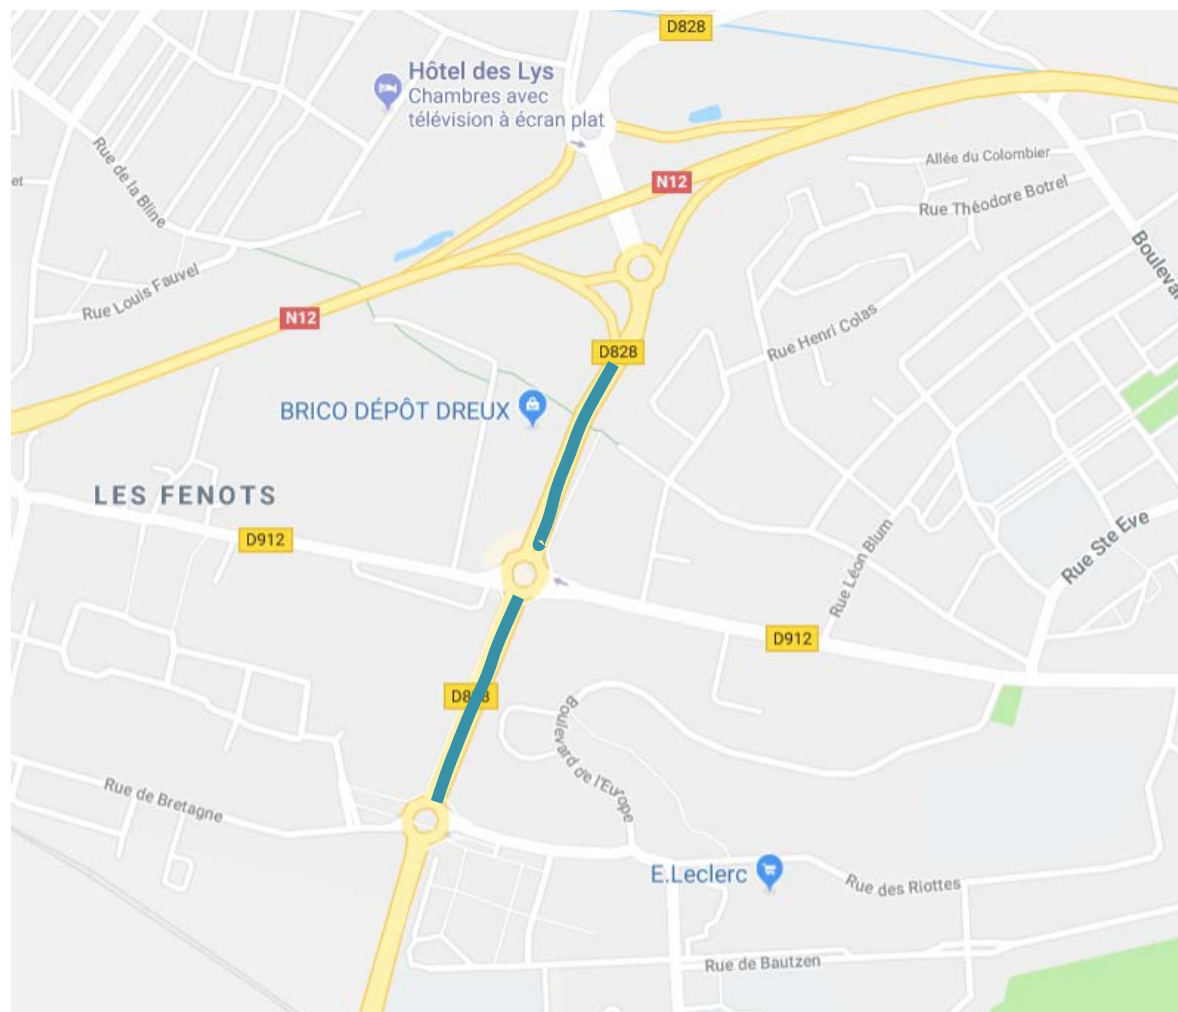 D828
Hôtel des Lys
Chambres avec
télévision à écran plat
Rue de la Bline
et
Allée du Colombier
N12
Rue Théodore Botrel
Rue Louis Fauvel
N12
Rue Henri Colas
D828
BRICO DÉPÔT DREUX
LES FENOTS
D912
Rue Ste Eve
Rue Léon Blum
D912
Boulevard de l'Europe
Rue de Bretagne
E.Leclerc
Rue des Riottes
Rue de Bautzen